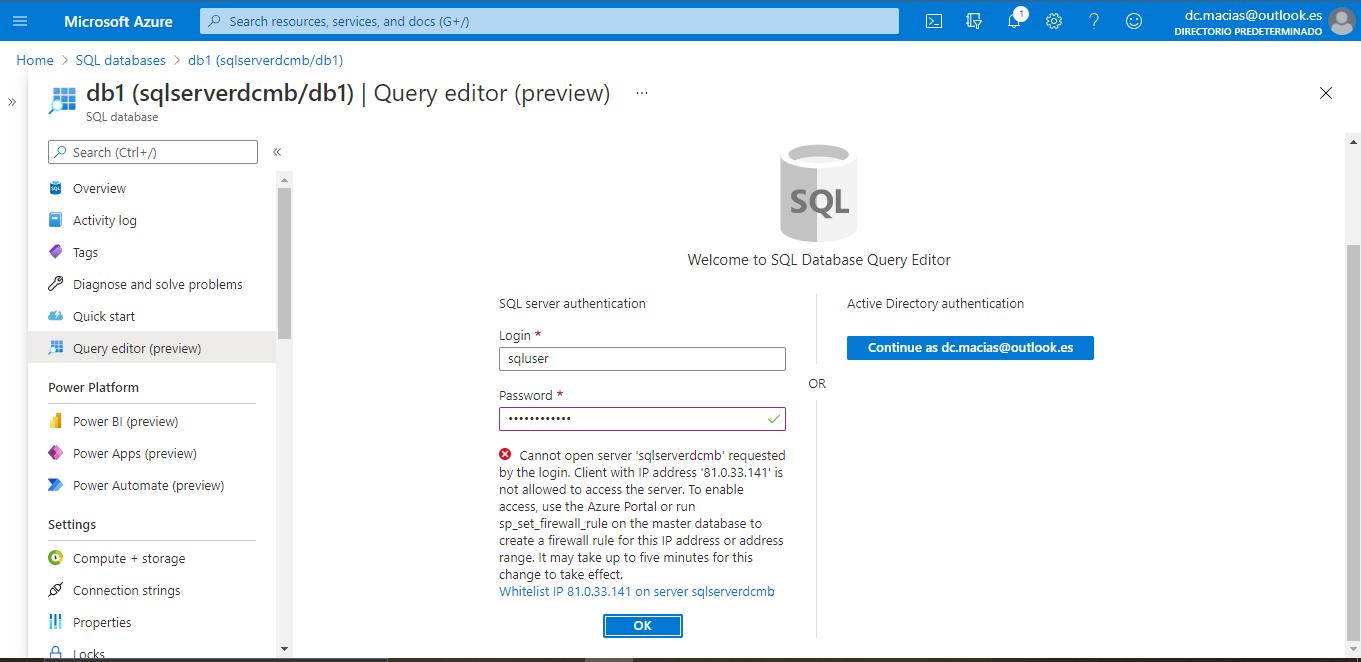 Microsoft Azure
Search resources, services, and docs (G+/)
1
dc.macias@outlook.es
DIRECTORIO PREDETERMINADO
Home > SQL databases > db1 (sqlserverdcmb/db1)
db1 (sqlserverdcmb/db1) | Query editor (preview) ...
SQL database
Search (Ctrl+/)
Overview
Activity log
Tags
Diagnose and solve problems
Quick start
Query editor (preview)
Power Platform
Power BI (preview)
Power Apps (preview)
Power Automate (preview)
Settings
Compute + storage
Connection strings
Properties
Locks
SQL
Welcome to SQL Database Query Editor
SQL server authentication
Login *
sqluser
Password *
••••••••••••
Cannot open server 'sqlserverdcmb' requested
by the login. Client with IP address '81.0.33.141' is
not allowed to access the server. To enable
access, use the Azure Portal or run
sp_set_firewall_rule on the master database to
create a firewall rule for this IP address or address
range. It may take up to five minutes for this
change to take effect.
Whitelist IP 81.0.33.141 on server sqlserverdcmb
OK
OR
Active Directory authentication
Continue as dc.macias@outlook.es